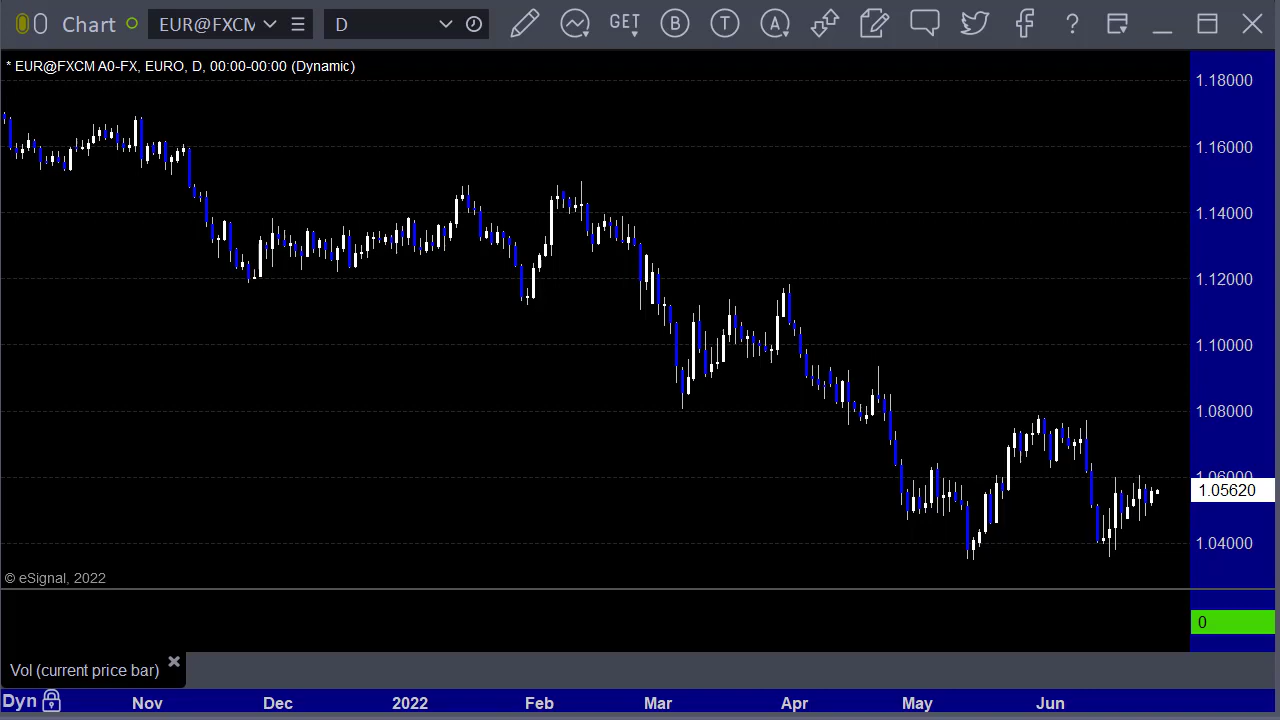 Chart EUR@FXCM D GET B T A ?
* EUR@FXCM A0-FX, EURO, D, 00:00-00:00 (Dynamic)
1.18000
1.16000
1.14000
1.12000
1.10000
1.08000
1.06000
1.05620
1.04000
© eSignal, 2022
0
Vol (current price bar)
Dyn Nov Dec 2022 Feb Mar Apr May Jun